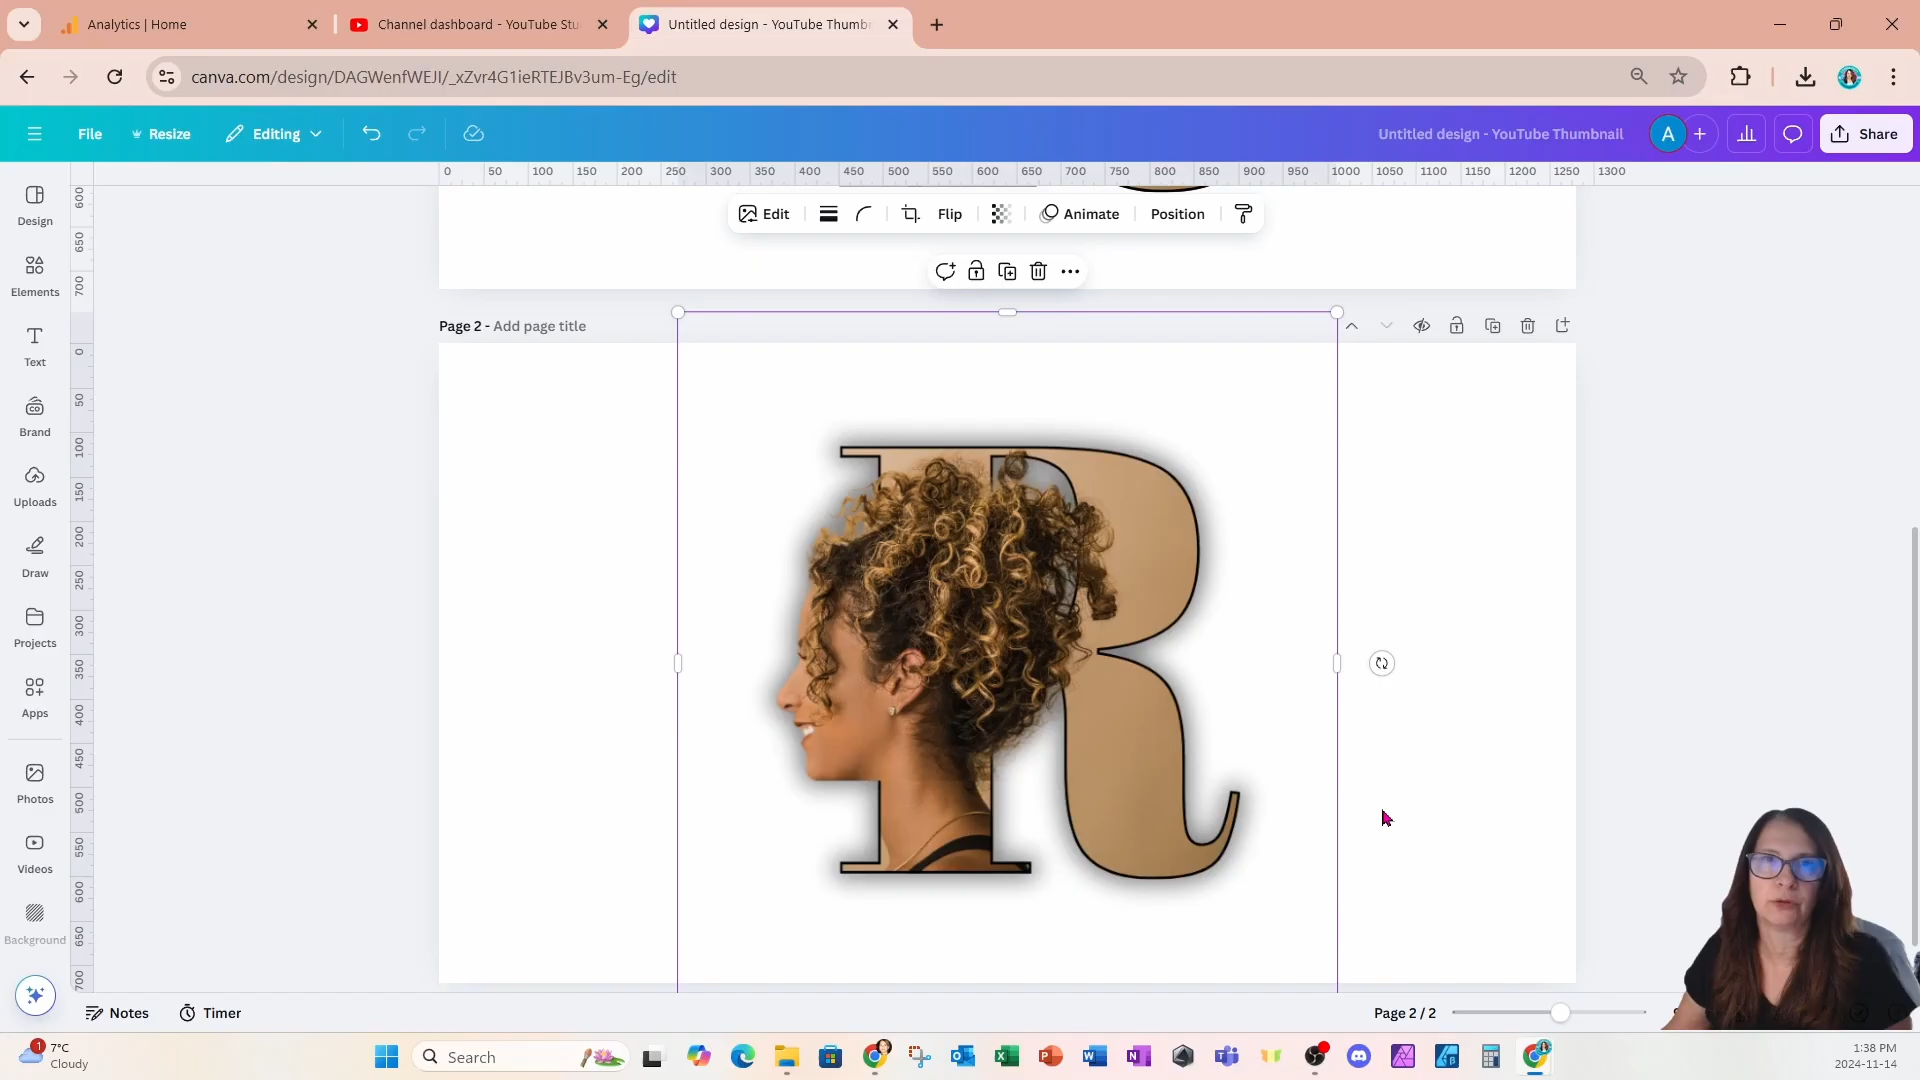 Analytics | Home
Channel dashboard - YouTube Stu
Untitled design - YouTube Thumbn
canva.com/design/DAGWenfWEJI/_xZvr4G1ieRTEJBv3um-Eg/edit
File
Resize
Editing
Untitled design - YouTube Thumbnail
A
Share
0 50 100 150 200 250 300 350 400 450 500 550 600 650 700 750 800 850 900 950 1000 1050 1100 1150 1200 1250 1300
Design
Elements
Text
Brand
Uploads
Draw
Projects
Apps
Photos
Videos
Background
600
650
700
0
50
100
150
200
250
300
350
400
450
500
550
600
650
700
Edit
Flip
Animate
Position
Page 2 - Add page title
R
Notes
Timer
Page 2 / 2
1
7°C
Cloudy
Search
1:38 PM
2024-11-14